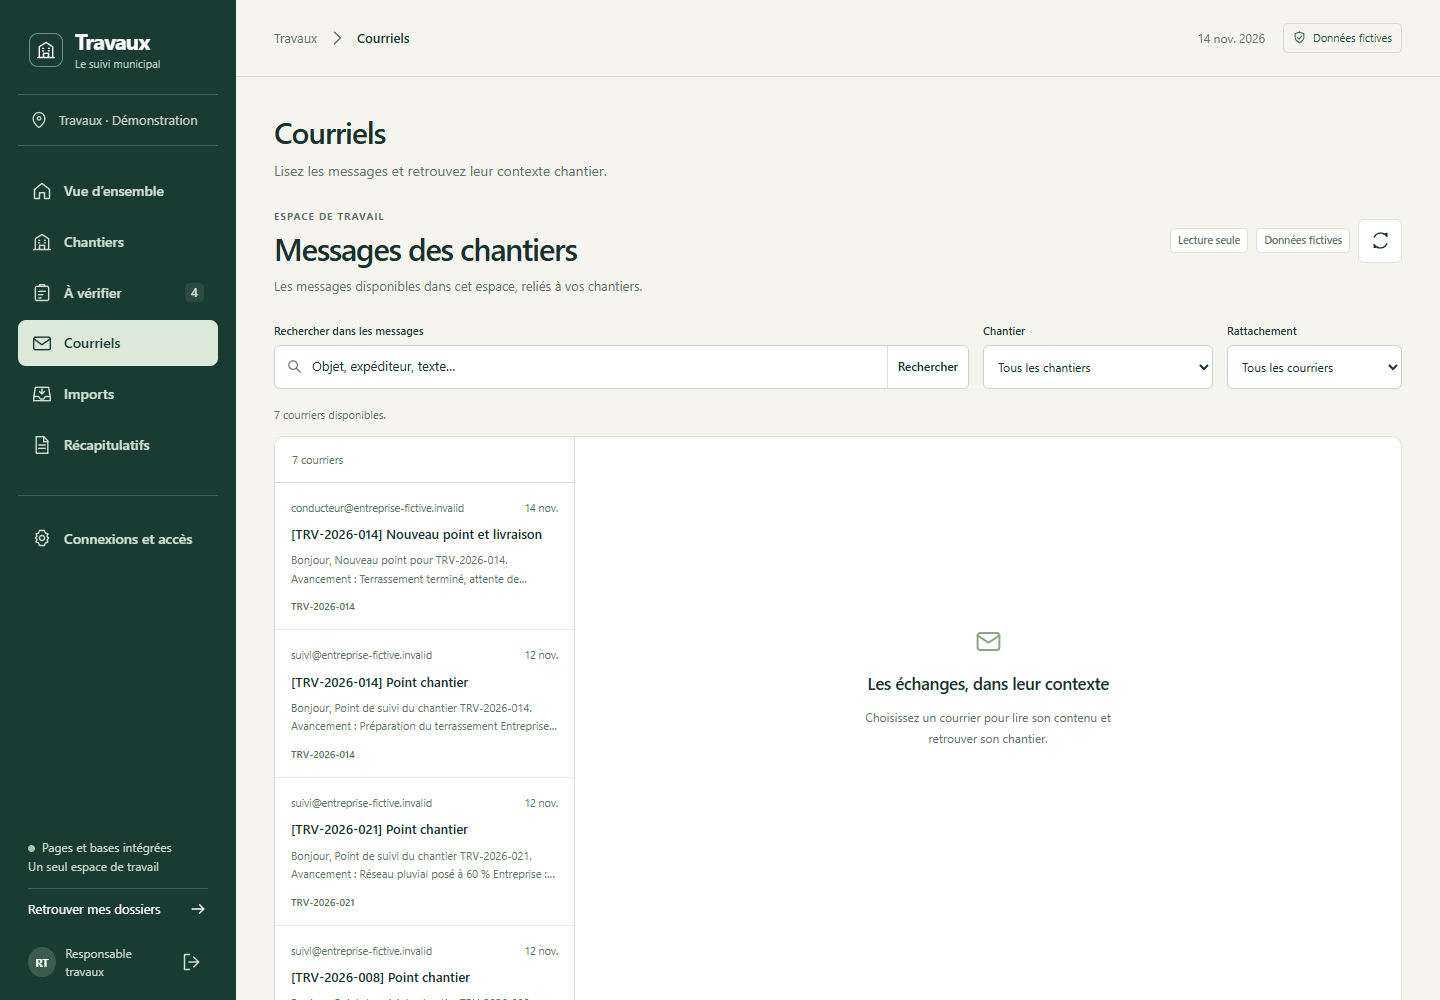 Travaux
Le suivi municipal
Travaux · Démonstration
Vue d’ensemble
Chantiers
À vérifier 4
Courriels
Imports
Récapitulatifs
Connexions et accès
Pages et bases intégrées
Un seul espace de travail
Retrouver mes dossiers
RT
Responsable
travaux
Travaux Courriels
14 nov. 2026
Données fictives
Courriels
Lisez les messages et retrouvez leur contexte chantier.
ESPACE DE TRAVAIL
Messages des chantiers
Les messages disponibles dans cet espace, reliés à vos chantiers.
Lecture seule
Données fictives
Rechercher dans les messages
Objet, expéditeur, texte…
Rechercher
Chantier
Tous les chantiers
Rattachement
Tous les courriers
7 courriers disponibles.
7 courriers
conducteur@entreprise-fictive.invalid 14 nov.
[TRV-2026-014] Nouveau point et livraison
Bonjour, Nouveau point pour TRV-2026-014.
Avancement : Terrassement terminé, attente de…
TRV-2026-014
suivi@entreprise-fictive.invalid 12 nov.
[TRV-2026-014] Point chantier
Bonjour, Point de suivi du chantier TRV-2026-014.
Avancement : Préparation du terrassement Entreprise…
TRV-2026-014
suivi@entreprise-fictive.invalid 12 nov.
[TRV-2026-021] Point chantier
Bonjour, Point de suivi du chantier TRV-2026-021.
Avancement : Réseau pluvial posé à 60 % Entreprise :…
TRV-2026-021
suivi@entreprise-fictive.invalid 12 nov.
[TRV-2026-008] Point chantier
Les échanges, dans leur contexte
Choisissez un courrier pour lire son contenu et
retrouver son chantier.